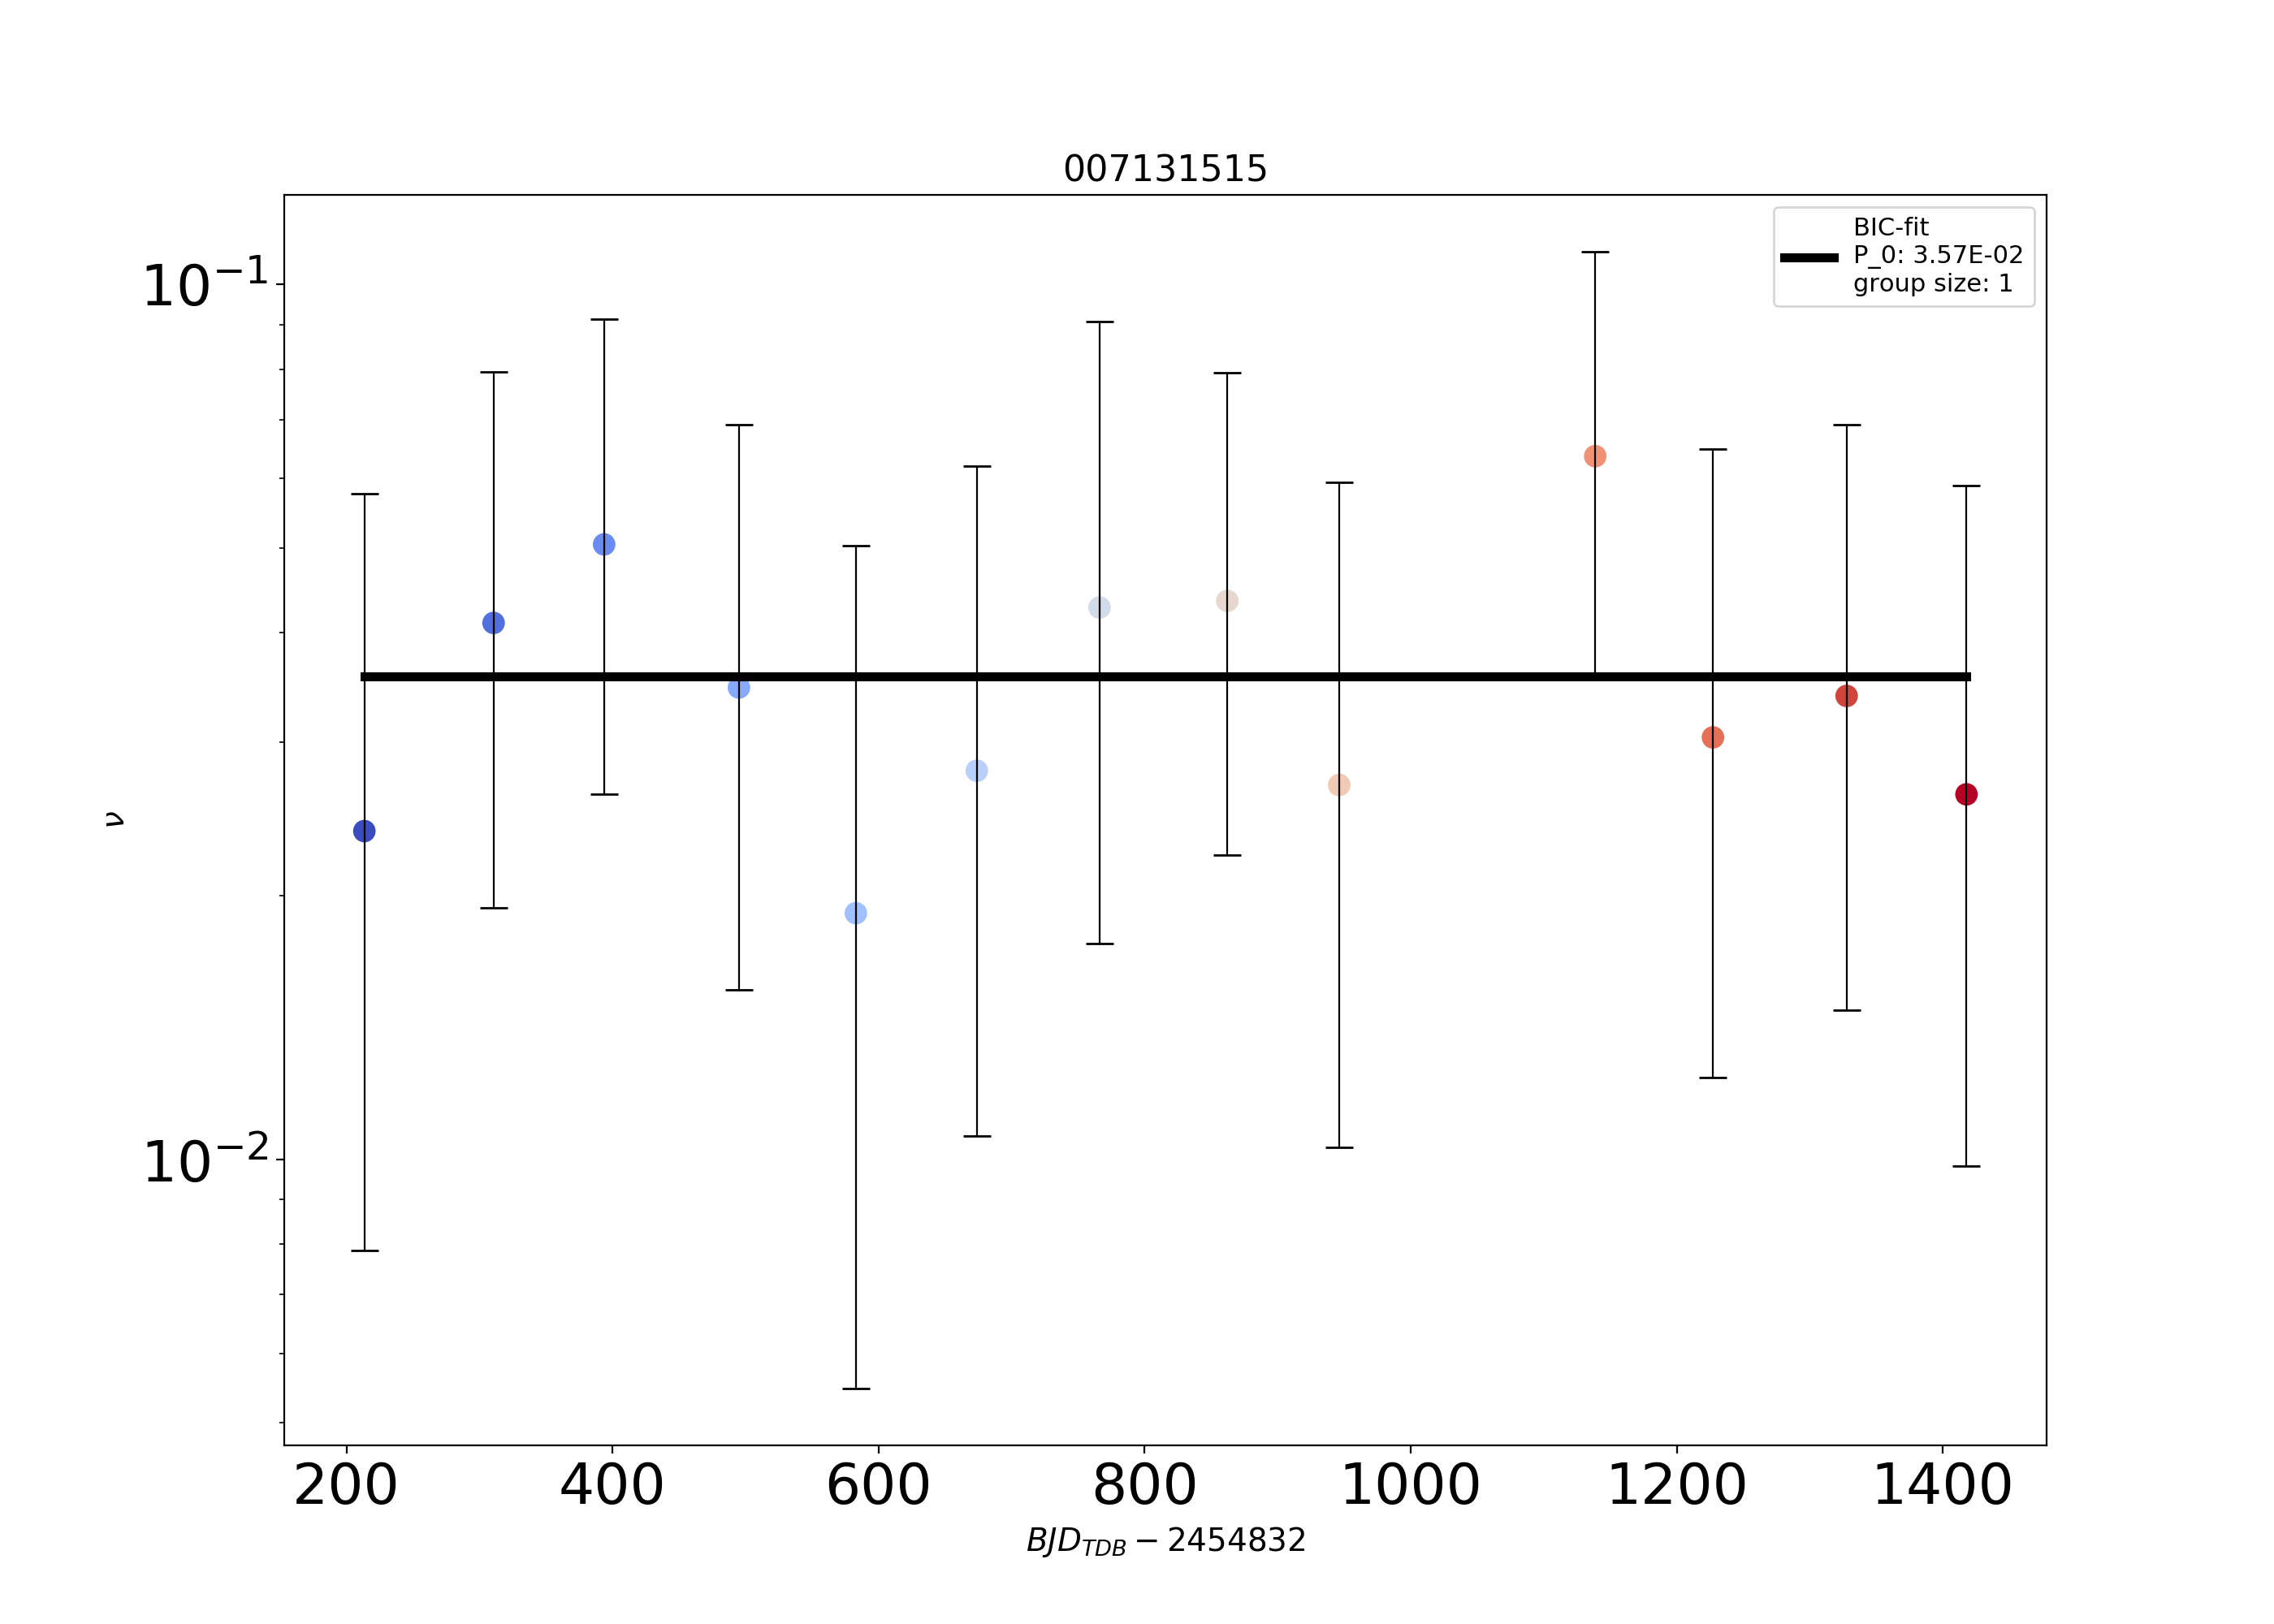 007131515
BIC-fit
P_0: 3.57E-02
group size: 1
10⁻¹
10⁻²
ν
200 400 600 800 1000 1200 1400
BJD_TDB − 2454832